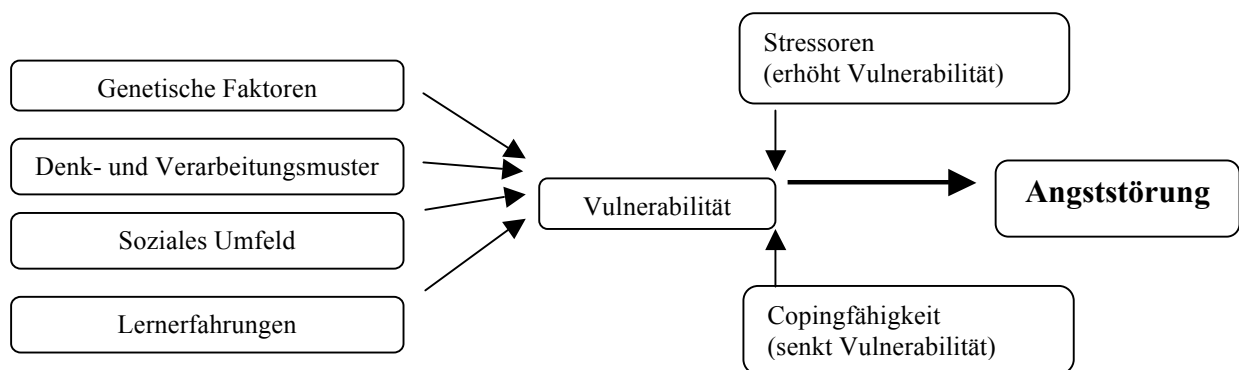 Genetische Faktoren
Denk- und Verarbeitungsmuster
Soziales Umfeld
Lernerfahrungen
Vulnerabilität
Stressoren
(erhöht Vulnerabilität)
Copingfähigkeit
(senkt Vulnerabilität)
Angststörung